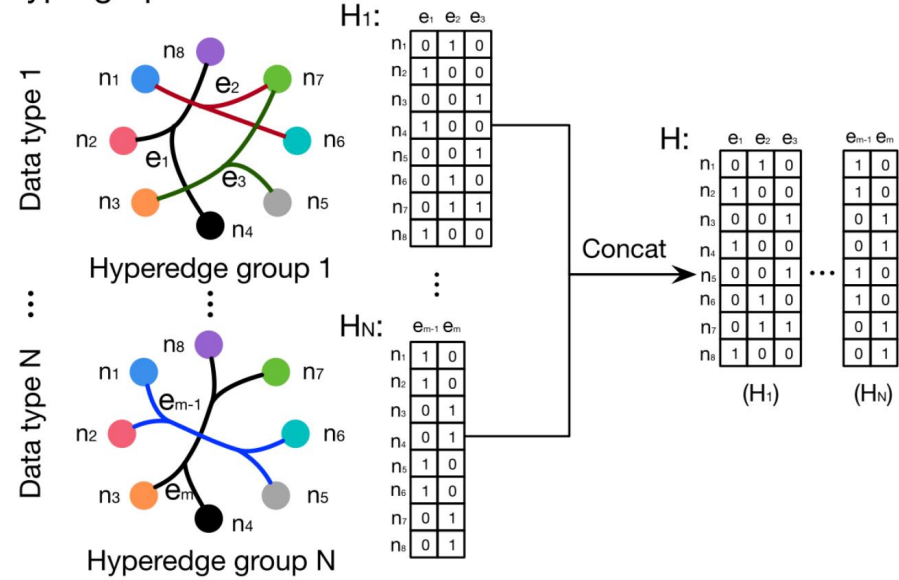 H₁:
e₁ e₂ e₃
n₁ 0 1 0
n₂ 1 0 0
n₃ 0 0 1
n₄ 1 0 0
n₅ 0 0 1
n₆ 0 1 0
n₇ 0 1 1
n₈ 1 0 0
Data type 1
n₈
n₁
n₇
e₂
n₂
n₆
e₁
e₃
n₃
n₅
n₄
Hyperedge group 1
...
Data type N
n₈
n₁
n₇
eₘ₋₁
n₂
n₆
n₃
eₘ
n₅
n₄
Hyperedge group N
Hɴ:
eₘ₋₁ eₘ
n₁ 1 0
n₂ 1 0
n₃ 0 1
n₄ 0 1
n₅ 1 0
n₆ 1 0
n₇ 0 1
n₈ 0 1
Concat
H:
e₁ e₂ e₃ eₘ₋₁ eₘ
n₁ 0 1 0 1 0
n₂ 1 0 0 1 0
n₃ 0 0 1 0 1
n₄ 1 0 0 0 1
n₅ 0 0 1 ... 1 0
n₆ 0 1 0 1 0
n₇ 0 1 1 0 1
n₈ 1 0 0 0 1
(H₁) (Hɴ)